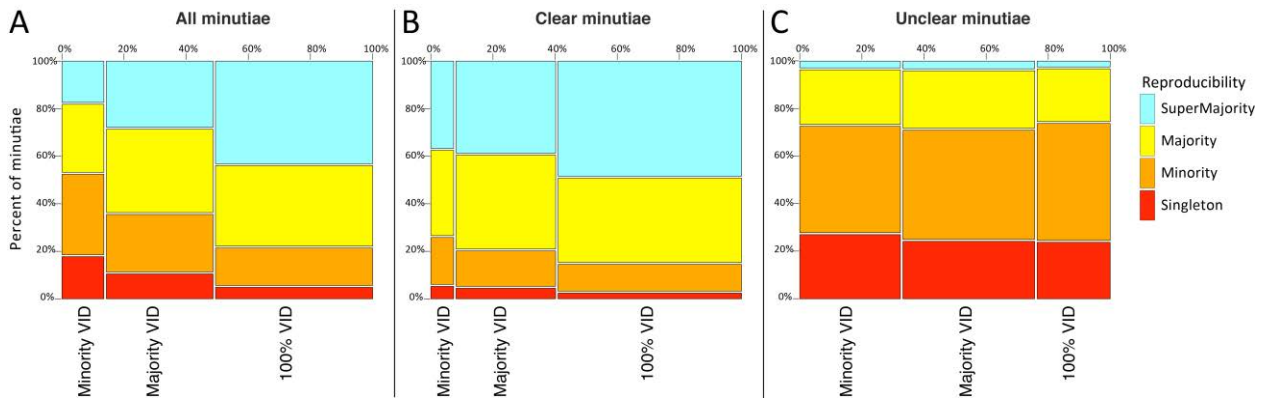 A
All minutiae
0% 20% 40% 60% 80% 100%
Percent of minutiae
100%
80%
60%
40%
20%
0%
Minority VID
Majority VID
100% VID
B
Clear minutiae
0% 20% 40% 60% 80% 100%
100%
80%
60%
40%
20%
0%
Minority VID
Majority VID
100% VID
C
Unclear minutiae
0% 20% 40% 60% 80% 100%
100%
80%
60%
40%
20%
0%
Minority VID
Majority VID
100% VID
Reproducibility
SuperMajority
Majority
Minority
Singleton